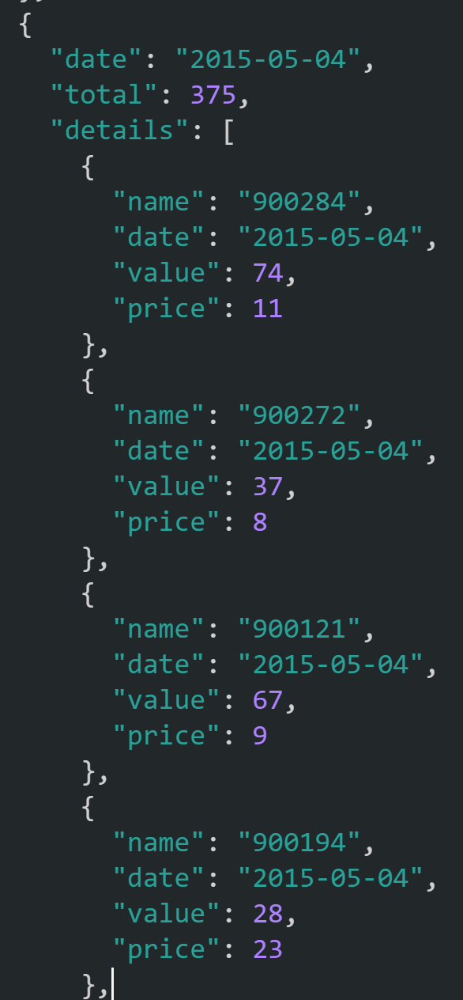 },
{
"date": "2015-05-04",
"total": 375,
"details": [
{
"name": "900284",
"date": "2015-05-04",
"value": 74,
"price": 11
},
{
"name": "900272",
"date": "2015-05-04",
"value": 37,
"price": 8
},
{
"name": "900121",
"date": "2015-05-04",
"value": 67,
"price": 9
},
{
"name": "900194",
"date": "2015-05-04",
"value": 28,
"price": 23
},